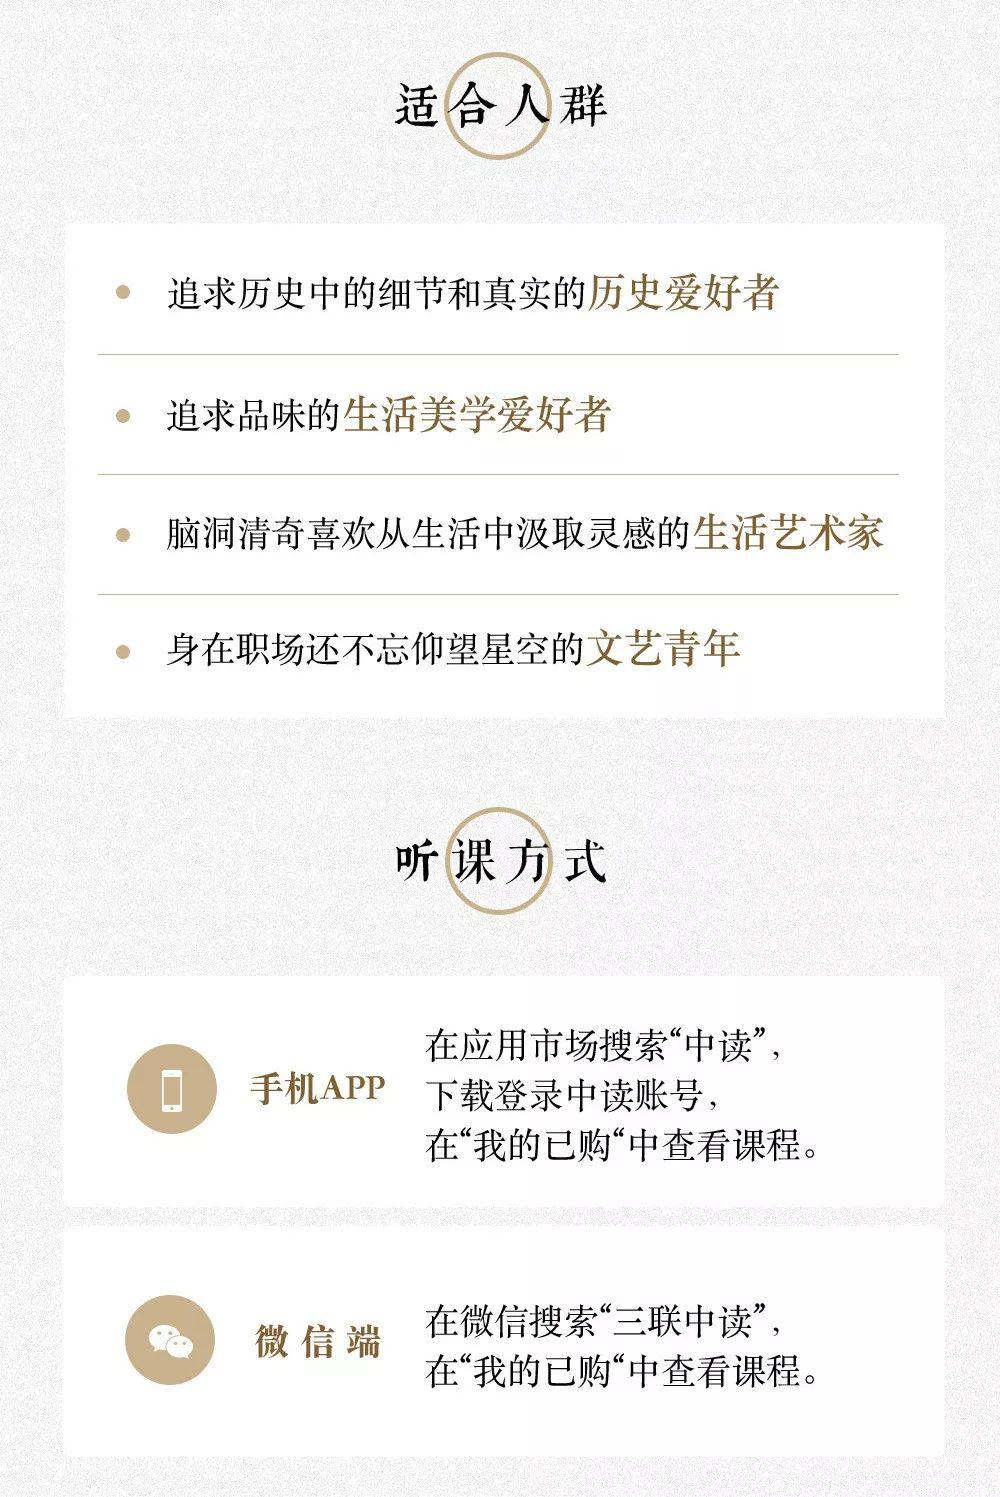 适合人群
追求历史中的细节和真实的历史爱好者
追求品味的生活美学爱好者
脑洞清奇喜欢从生活中汲取灵感的生活艺术家
身在职场还不忘仰望星空的文艺青年
听课方式
手机APP
在应用市场搜索“中读”，
下载登录中读账号，
在“我的已购“中查看课程。
微信端
在微信搜索“三联中读”，
在“我的已购“中查看课程。